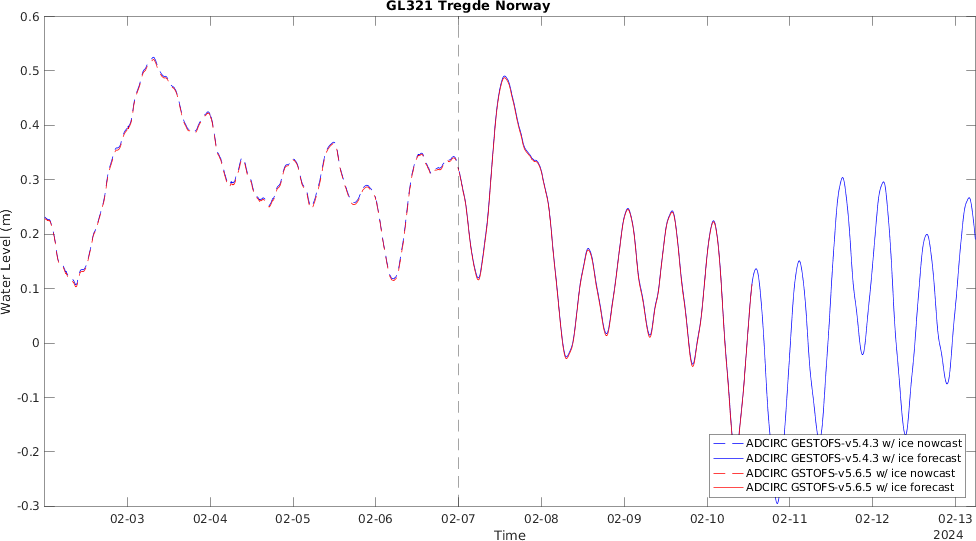 GL321 Tregde Norway
0.6
0.5
0.4
0.3
0.2
0.1
0
-0.1
-0.2
-0.3
Water Level (m)
ADCIRC GESTOFS-v5.4.3 w/ ice nowcast
ADCIRC GESTOFS-v5.4.3 w/ ice forecast
ADCIRC GSTOFS-v5.6.5 w/ ice nowcast
ADCIRC GSTOFS-v5.6.5 w/ ice forecast
02-03 02-04 02-05 02-06 02-07 02-08 02-09 02-10 02-11 02-12 02-13
Time
2024